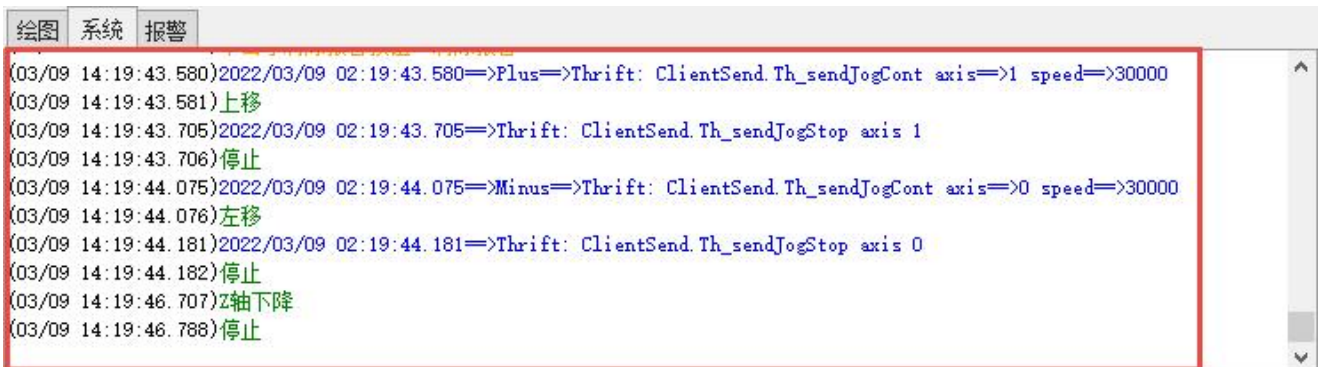 绘图 系统 报警
(03/09 14:19:43.580)2022/03/09 02:19:43.580==>Plus==>Thrift: ClientSend.Th_sendJogCont axis==>1 speed==>30000
(03/09 14:19:43.581)上移
(03/09 14:19:43.705)2022/03/09 02:19:43.705==>Thrift: ClientSend.Th_sendJogStop axis 1
(03/09 14:19:43.706)停止
(03/09 14:19:44.075)2022/03/09 02:19:44.075==>Minus==>Thrift: ClientSend.Th_sendJogCont axis==>0 speed==>30000
(03/09 14:19:44.076)左移
(03/09 14:19:44.181)2022/03/09 02:19:44.181==>Thrift: ClientSend.Th_sendJogStop axis 0
(03/09 14:19:44.182)停止
(03/09 14:19:46.707)Z轴下降
(03/09 14:19:46.788)停止